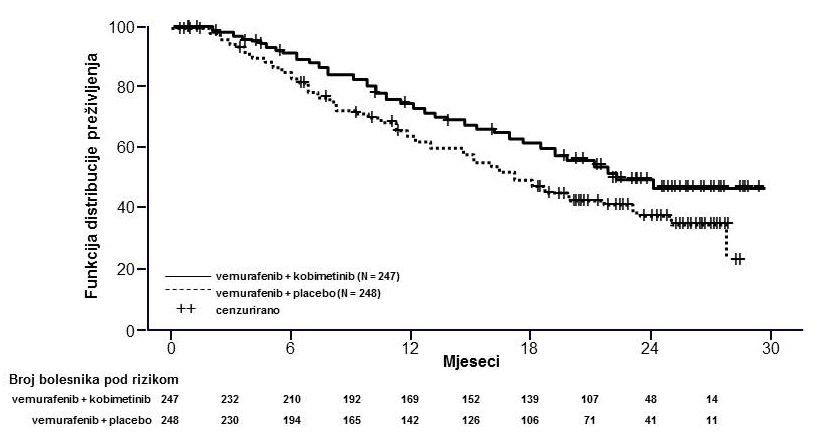 Funkcija distribucije preživljenja
100
80
60
40
20
0
vemurafenib + kobimetinib (N = 247)
vemurafenib + placebo (N = 248)
++ cenzurirano
0 6 12 18 24 30
Mjeseci
Broj bolesnika pod rizikom
vemurafenib + kobimetinib 247 232 210 192 169 152 139 107 48 14
vemurafenib + placebo 248 230 194 165 142 126 106 71 41 11